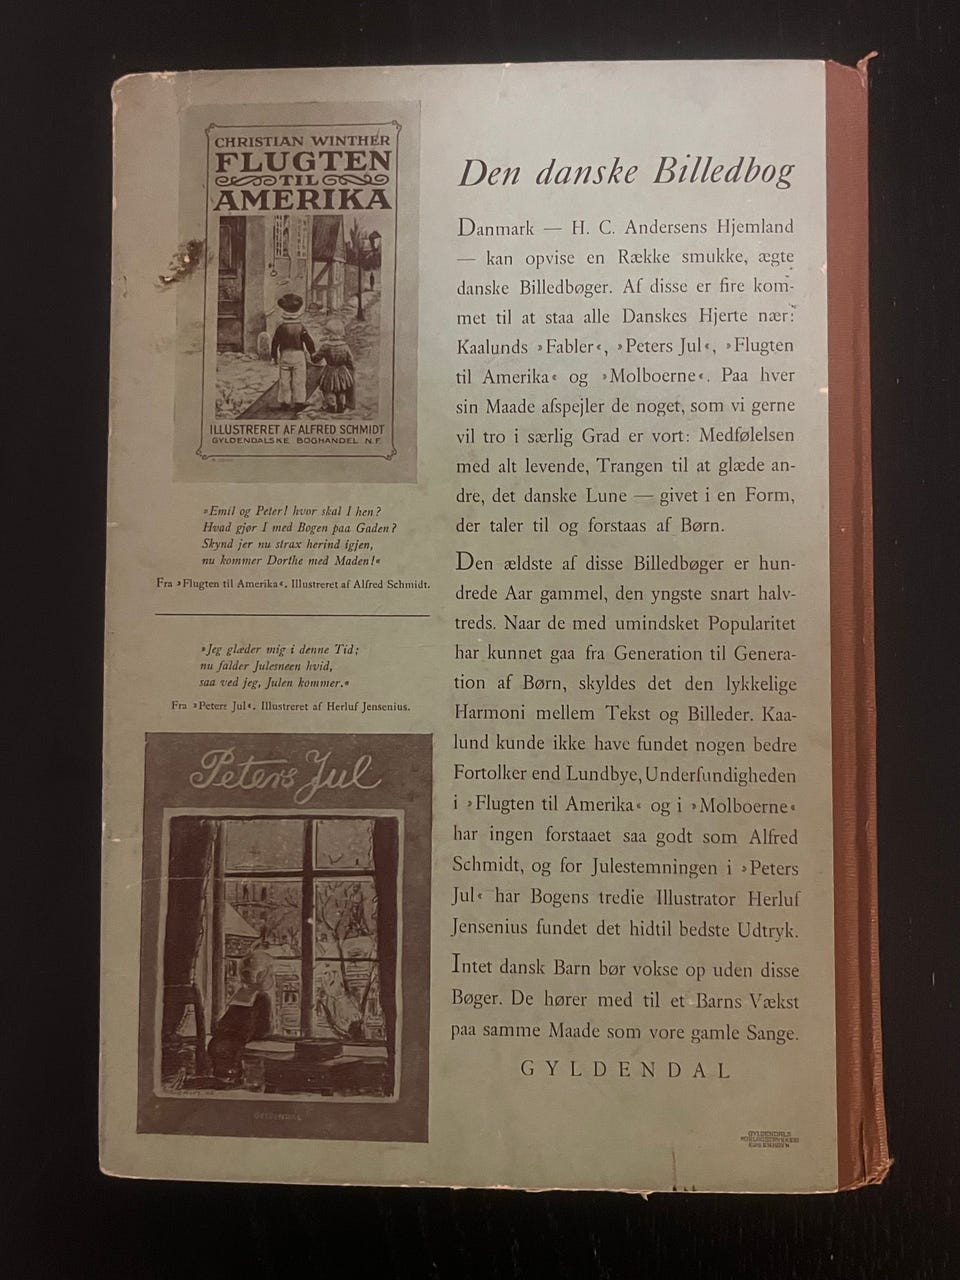 CHRISTIAN WINTHER
FLUGTEN
TIL
AMERIKA
ILLUSTRERET AF ALFRED SCHMIDT
GYLDENDALSKE BOGHANDEL N.F.
»Emil og Peter! hvor skal I hen?
Hvad gjør I med Bogen paa Gaden?
Skynd jer nu strax herind igjen,
nu kommer Dorthe med Maden!«
Fra »Flugten til Amerika«. Illustreret af Alfred Schmidt.
»Jeg glæder mig i denne Tid;
nu falder Julesneen hvid,
saa ved jeg, Julen kommer.«
Fra »Peters Jul«. Illustreret af Herluf Jensenius.
Peters Jul
GYLDENDAL
Den danske Billedbog
Danmark — H. C. Andersens Hjemland
— kan opvise en Række smukke, ægte
danske Billedbøger. Af disse er fire kom-
met til at staa alle Danskes Hjerte nær:
Kaalunds »Fabler«, »Peters Jul«, »Flugten
til Amerika« og »Molboerne«. Paa hver
sin Maade afspejler de noget, som vi gerne
vil tro i særlig Grad er vort: Medfølelsen
med alt levende, Trangen til at glæde an-
dre, det danske Lune — givet i en Form,
der taler til og forstaas af Børn.
Den ældste af disse Billedbøger er hun-
drede Aar gammel, den yngste snart halv-
treds. Naar de med umindsket Popularitet
har kunnet gaa fra Generation til Genera-
tion af Børn, skyldes det den lykkelige
Harmoni mellem Tekst og Billeder. Kaa-
lund kunde ikke have fundet nogen bedre
Fortolker end Lundbye, Underfundigheden
i »Flugten til Amerika« og i »Molboerne«
har ingen forstaaet saa godt som Alfred
Schmidt, og for Julestemningen i »Peters
Jul« har Bogens tredie Illustrator Herluf
Jensenius fundet det hidtil bedste Udtryk.
Intet dansk Barn bør vokse op uden disse
Bøger. De hører med til et Barns Vækst
paa samme Maade som vore gamle Sange.
GYLDENDAL
GYLDENDALS
FORLAGSTRYKKERI
KØBENHAVN